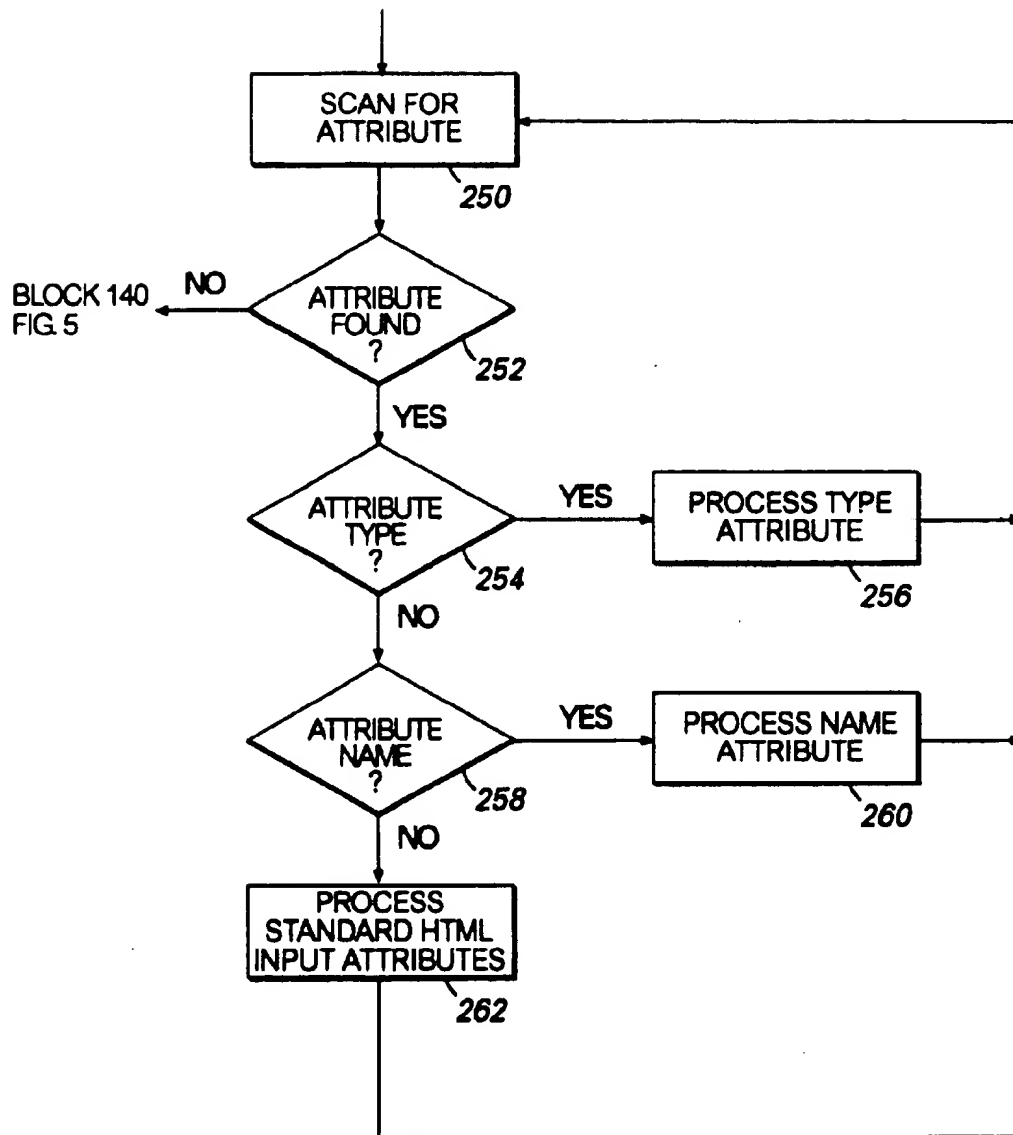 SCAN FOR
ATTRIBUTE
250
BLOCK 140
FIG. 5
NO
ATTRIBUTE
FOUND
?
252
YES
ATTRIBUTE
TYPE
?
254
YES
PROCESS TYPE
ATTRIBUTE
256
NO
ATTRIBUTE
NAME
?
258
YES
PROCESS NAME
ATTRIBUTE
260
NO
PROCESS
STANDARD HTML
INPUT ATTRIBUTES
262